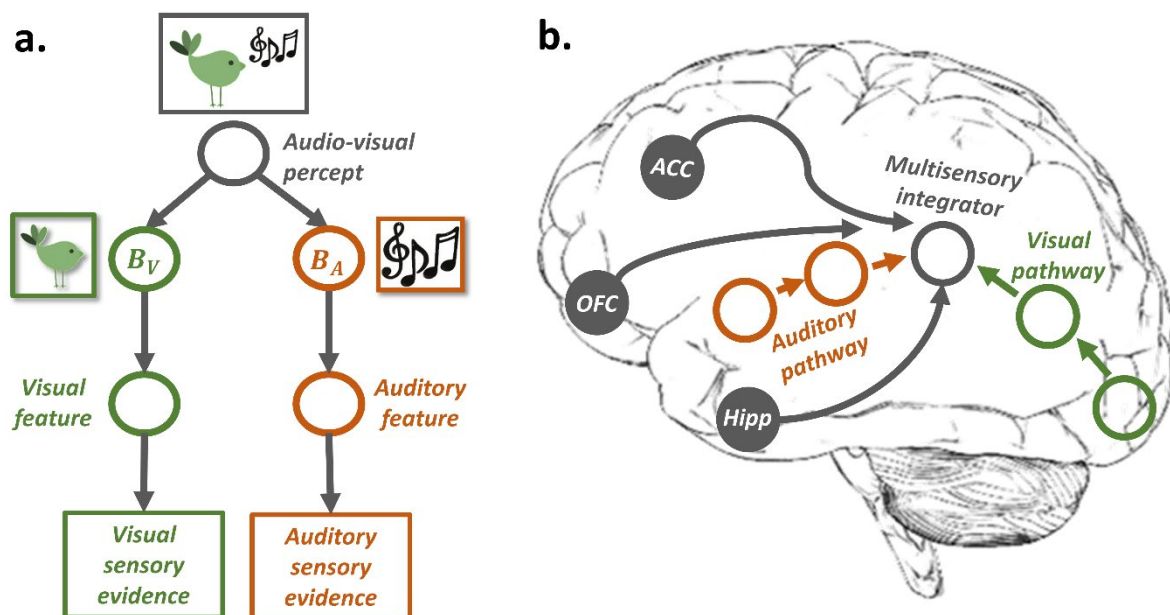 a.
Audio-visual
percept
B_V
B_A
Visual
feature
Auditory
feature
Visual
sensory
evidence
Auditory
sensory
evidence
b.
ACC
Multisensory
integrator
Visual
pathway
OFC
Auditory
pathway
Hipp